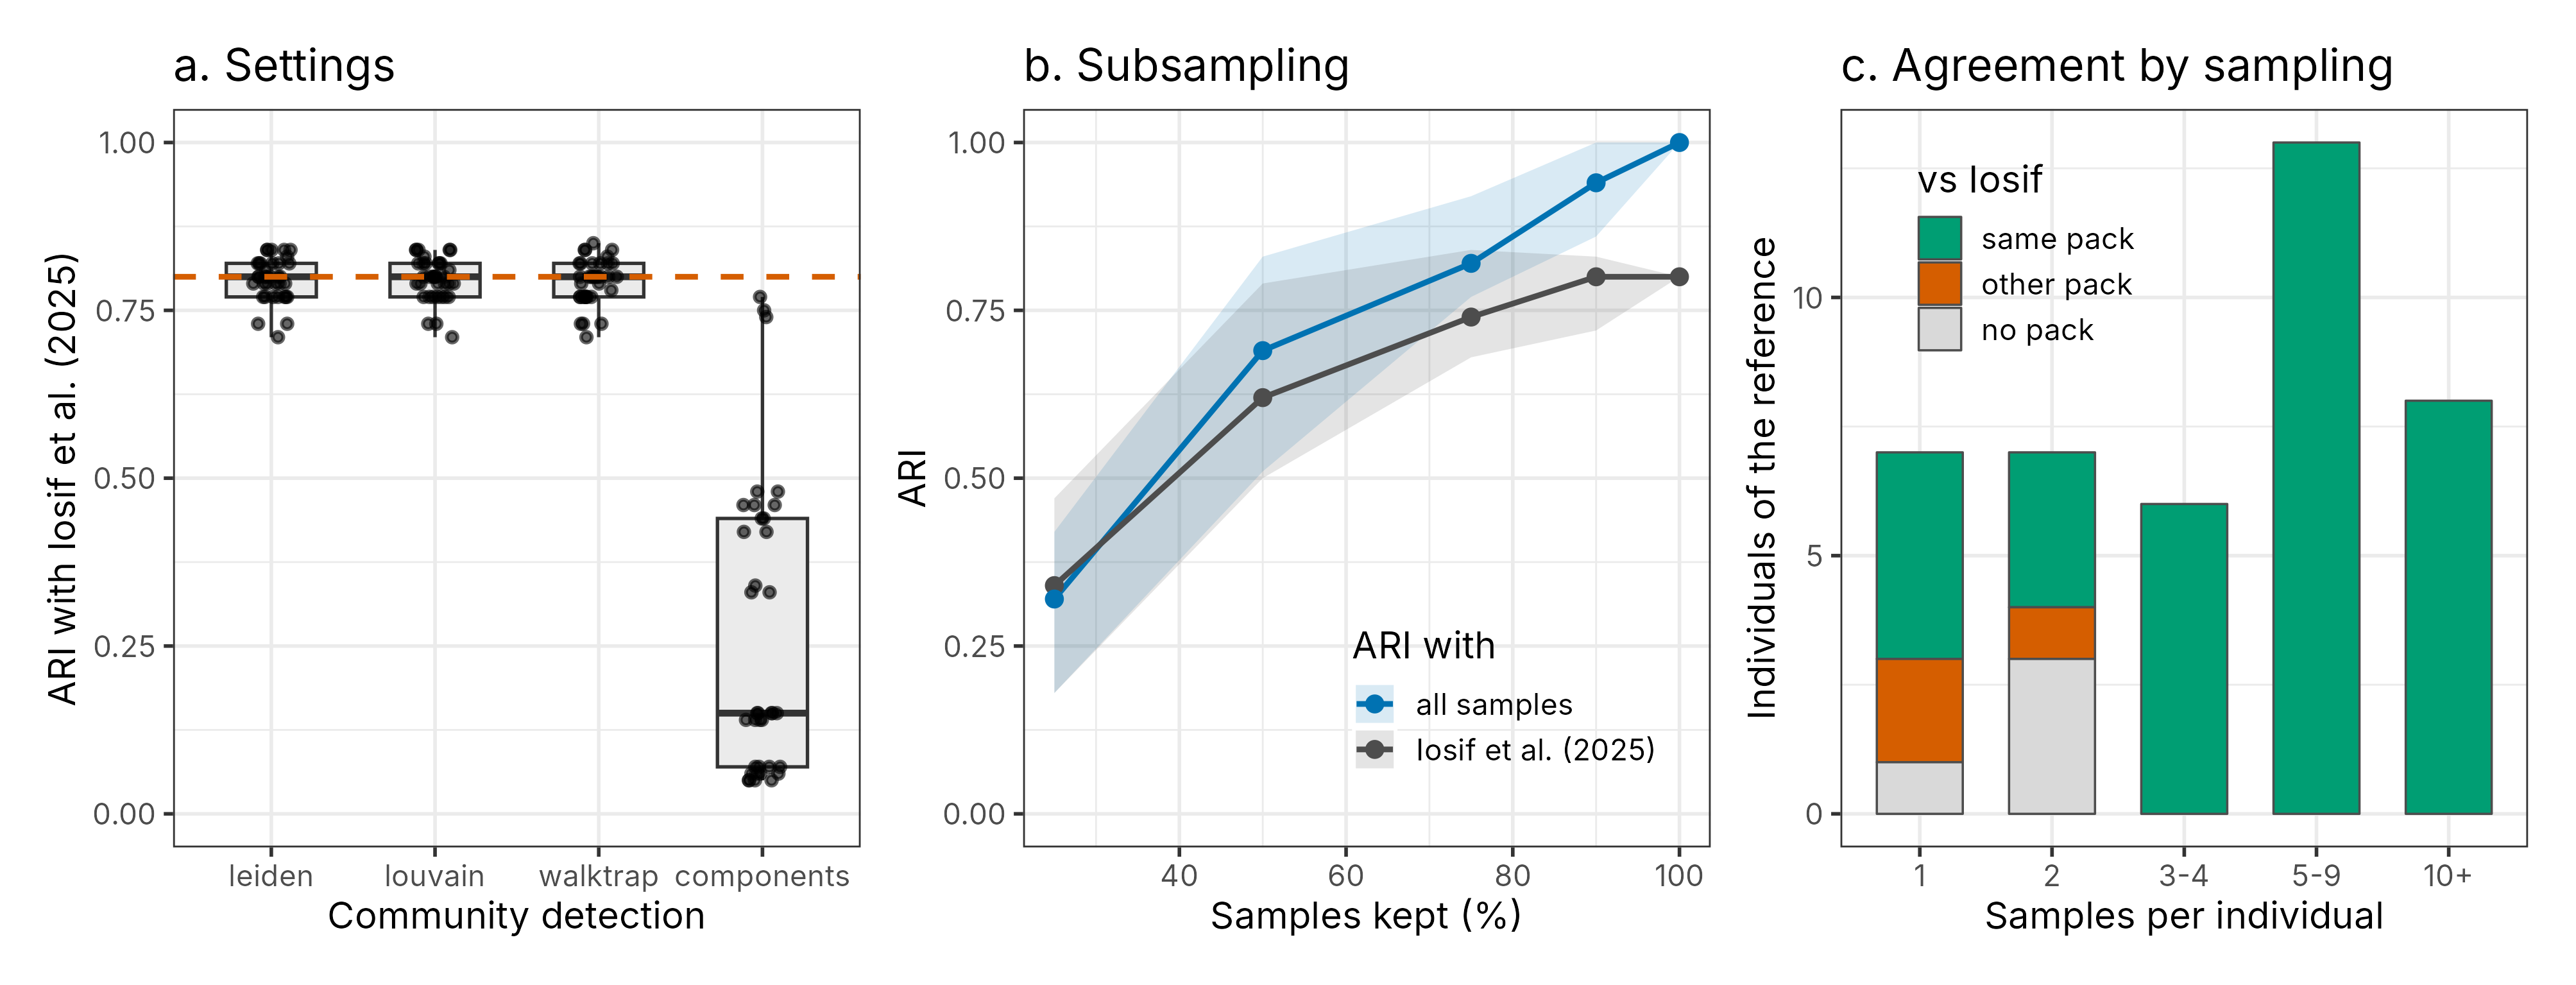 a. Settings
ARI with Iosif et al. (2025)
1.00
0.75
0.50
0.25
0.00
leiden
louvain
walktrap
components
Community detection
b. Subsampling
ARI
1.00
0.75
0.50
0.25
0.00
ARI with
all samples
Iosif et al. (2025)
40
60
80
100
Samples kept (%)
c. Agreement by sampling
Individuals of the reference
10
5
0
vs Iosif
same pack
other pack
no pack
1
2
3-4
5-9
10+
Samples per individual